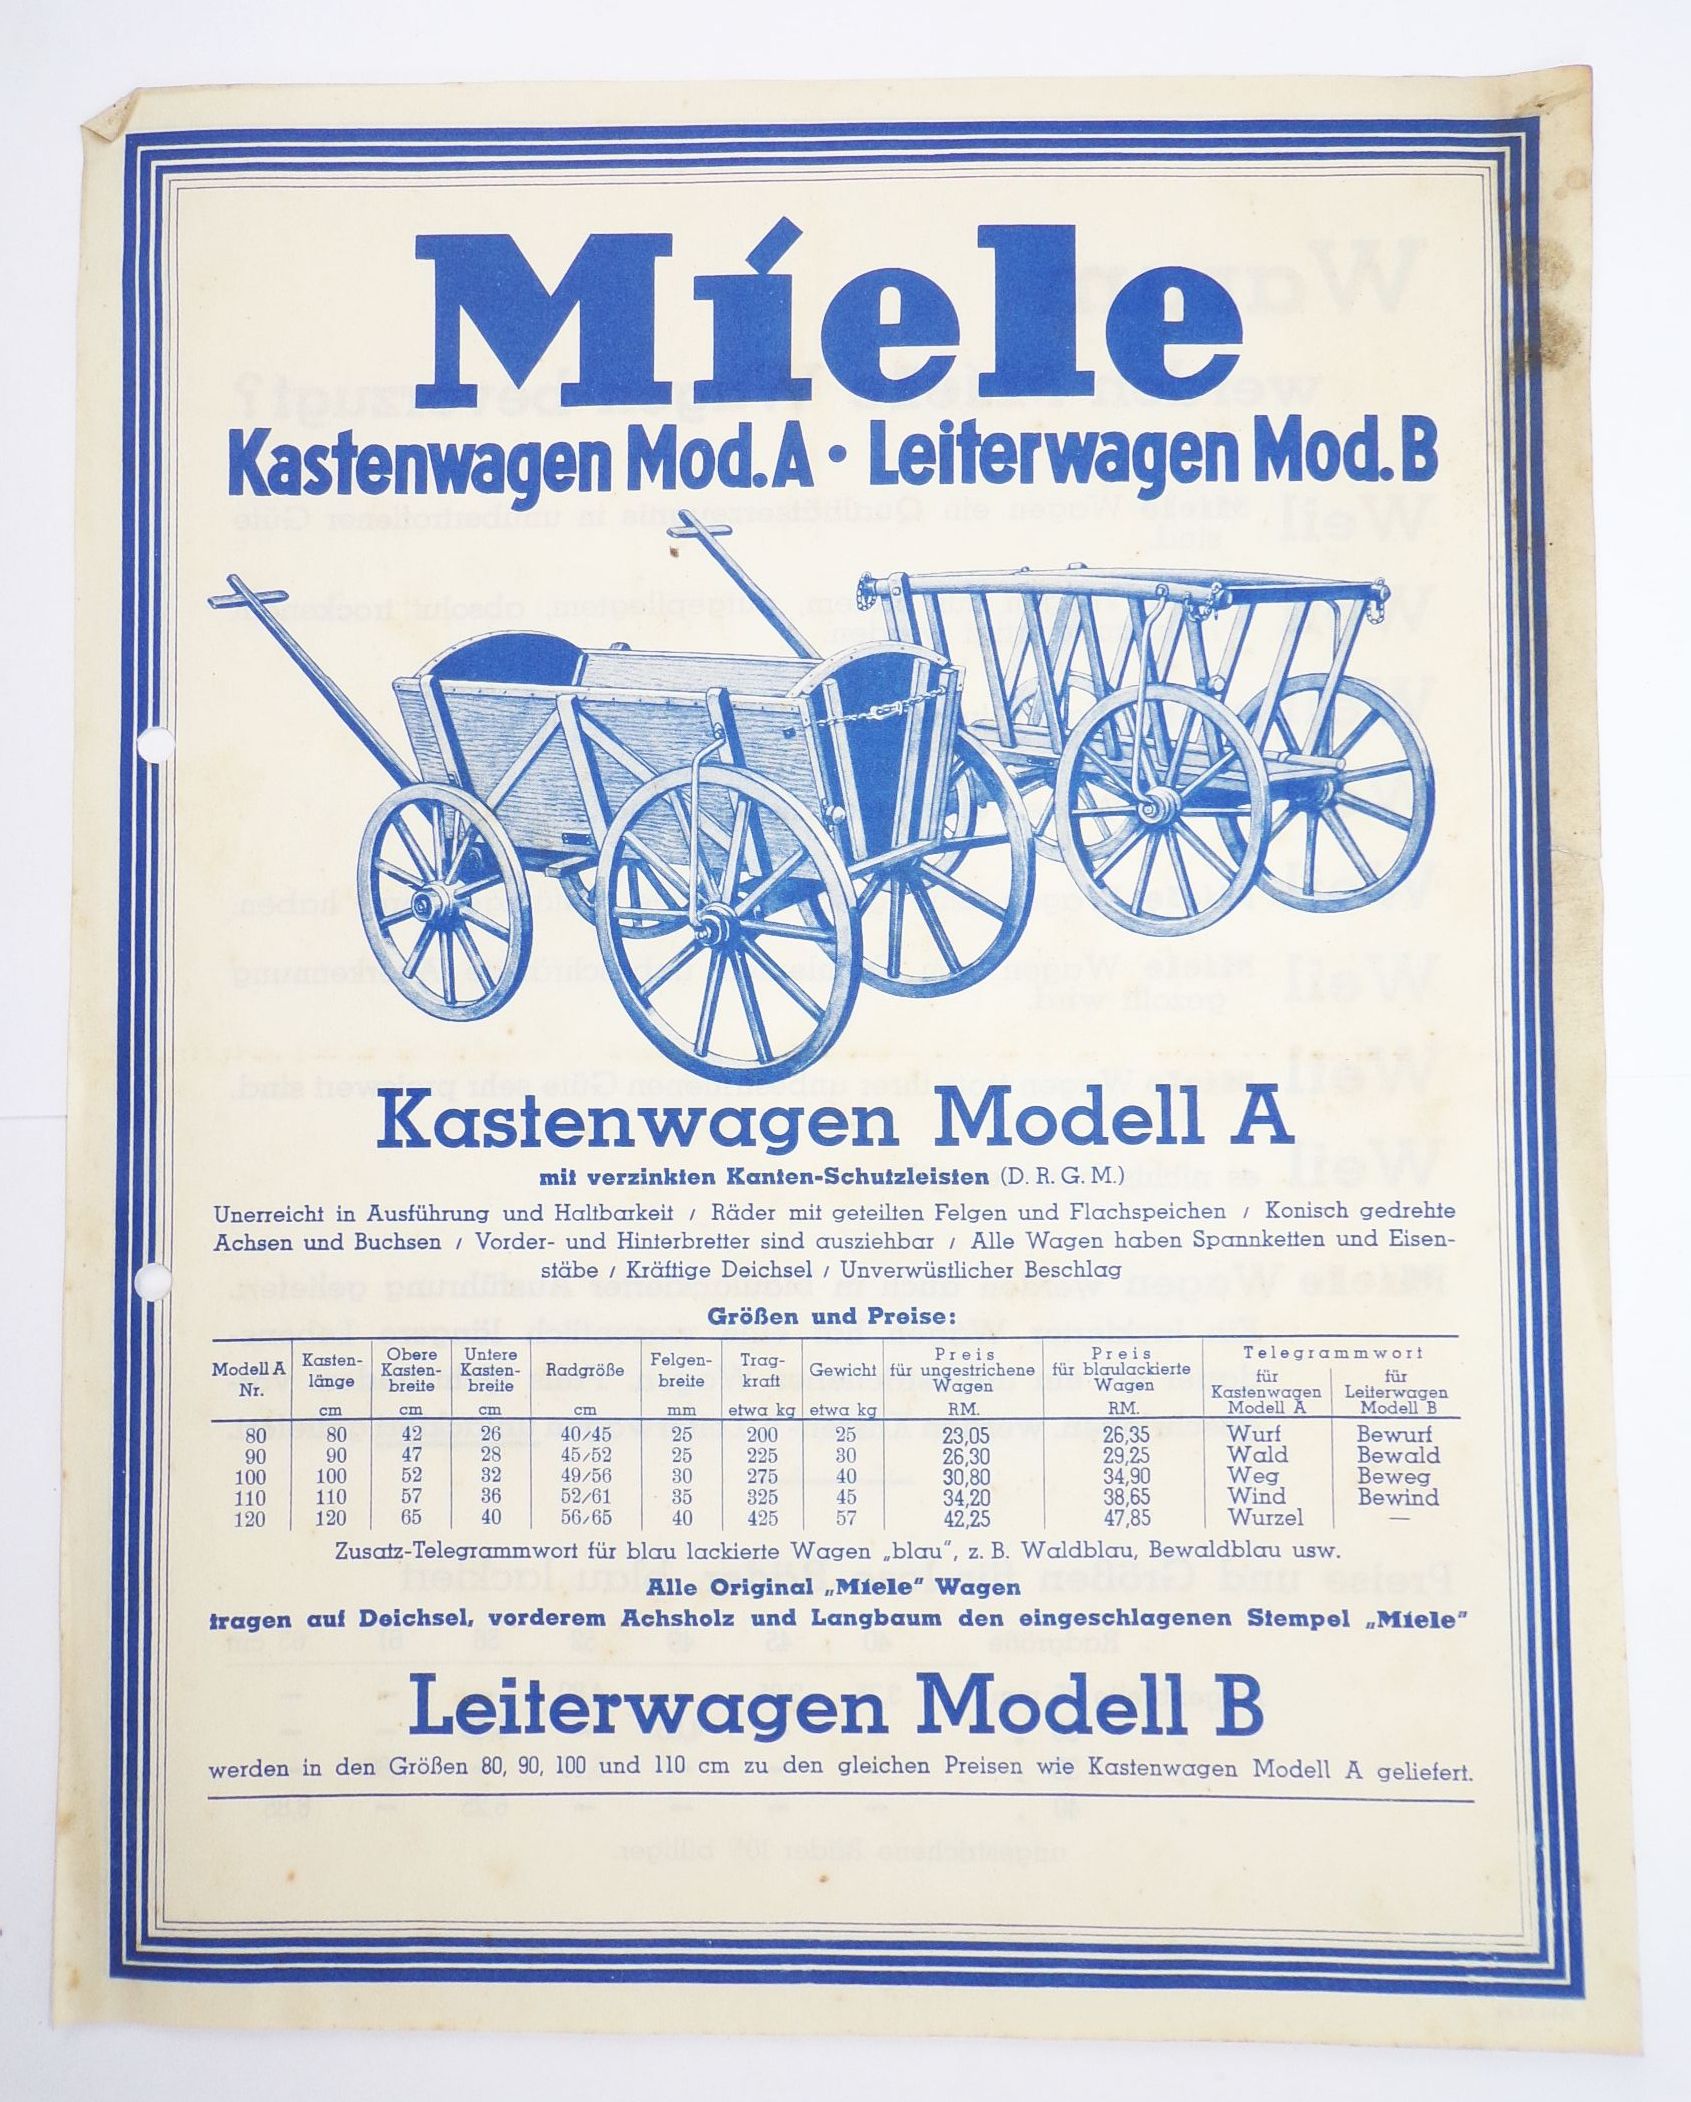 Miele
Kastenwagen Mod. A • Leiterwagen Mod. B
Kastenwagen Modell A
mit verzinkten Kanten-Schutzleisten (D. R. G. M.)
Unerreicht in Ausführung und Haltbarkeit / Räder mit geteilten Felgen und Flachspeichen / Konisch gedrehte
Achsen und Buchsen / Vorder- und Hinterbretter sind ausziehbar / Alle Wagen haben Spannketten und Eisen-
stäbe / Kräftige Deichsel / Unverwüstlicher Beschlag
Größen und Preise:
Modell A Nr. | Kasten-länge cm | Obere Kasten-breite cm | Untere Kasten-breite cm | Radgröße cm | Felgen-breite mm | Trag-kraft etwa kg | Gewicht etwa kg | Preis für ungestrichene Wagen RM. | Preis für blaulackierte Wagen RM. | Telegrammwort für Kastenwagen Modell A | für Leiterwagen Modell B
80 80 42 26 40/45 25 200 25 23,05 26,35 Wurf Bewurf
90 90 47 28 45/52 25 225 30 26,30 29,25 Wald Bewald
100 100 52 32 49/56 30 275 40 30,80 34,90 Weg Beweg
110 110 57 36 52/61 35 325 45 34,20 38,65 Wind Bewind
120 120 65 40 56/65 40 425 57 42,25 47,85 Wurzel —
Zusatz-Telegrammwort für blau lackierte Wagen „blau", z. B. Waldblau, Bewaldblau usw.
Alle Original „Miele" Wagen
tragen auf Deichsel, vorderem Achsholz und Langbaum den eingeschlagenen Stempel „Miele"
Leiterwagen Modell B
werden in den Größen 80, 90, 100 und 110 cm zu den gleichen Preisen wie Kastenwagen Modell A geliefert.